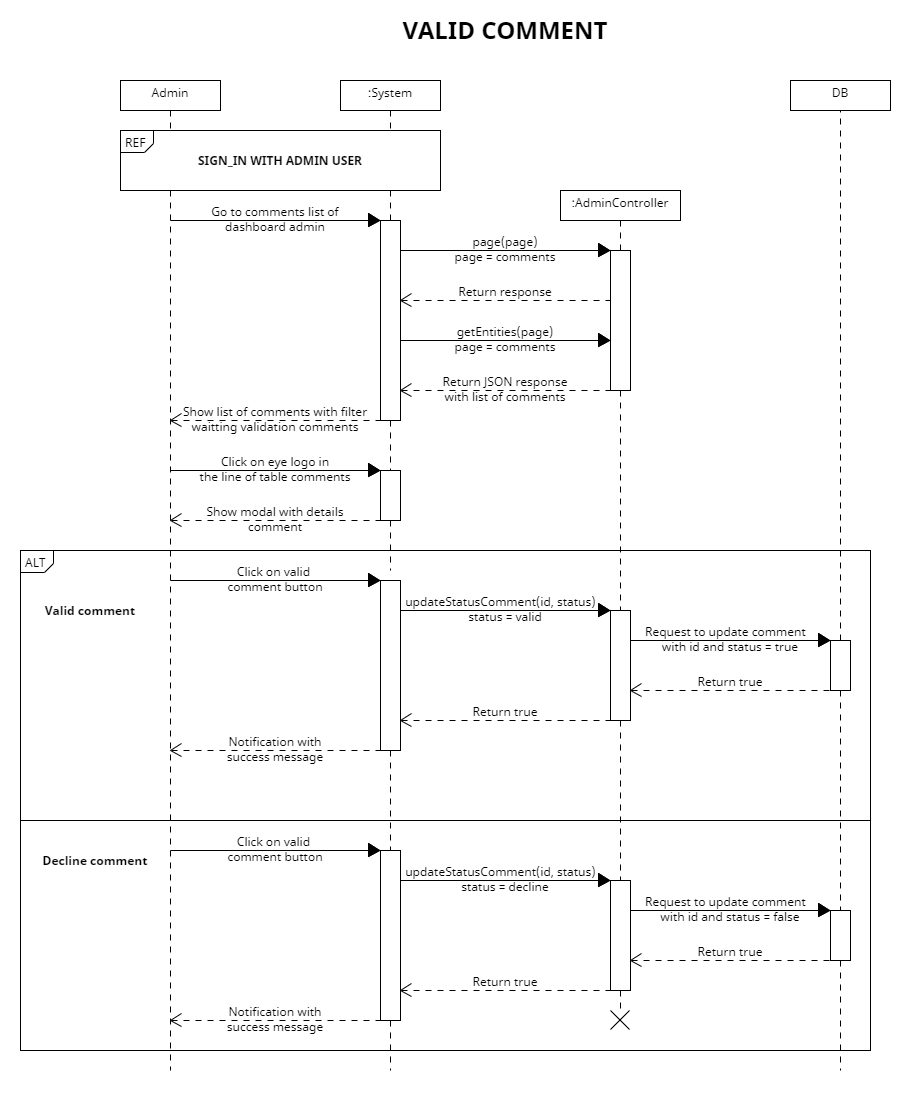 VALID COMMENT
Admin
:System
DB
REF
SIGN_IN WITH ADMIN USER
:AdminController
Go to comments list of
dashboard admin
page(page)
page = comments
Return response
getEntities(page)
page = comments
Return JSON response
with list of comments
Show list of comments with filter
waitting validation comments
Click on eye logo in
the line of table comments
Show modal with details
comment
ALT
Click on valid
comment button
Valid comment
updateStatusComment(id, status)
status = valid
Request to update comment
with id and status = true
Return true
Return true
Notification with
success message
Click on valid
comment button
Decline comment
updateStatusComment(id, status)
status = decline
Request to update comment
with id and status = false
Return true
Return true
Notification with
success message